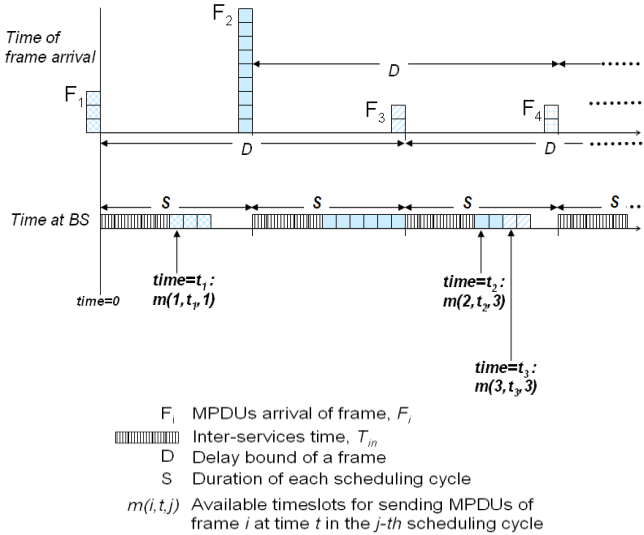 Time of
frame arrival
F1
F2
F3
F4
D
......
......
D
D
......
S
S
S
S
...
Time at BS
......
time=0
time=t1:
m(1,t1,1)
time=t2:
m(2,t2,3)
time=t3:
m(3,t3,3)
Fi MPDUs arrival of frame, Fi
Inter-services time, Tin
D Delay bound of a frame
S Duration of each scheduling cycle
m(i,t,j) Available timeslots for sending MPDUs of
frame i at time t in the j-th scheduling cycle